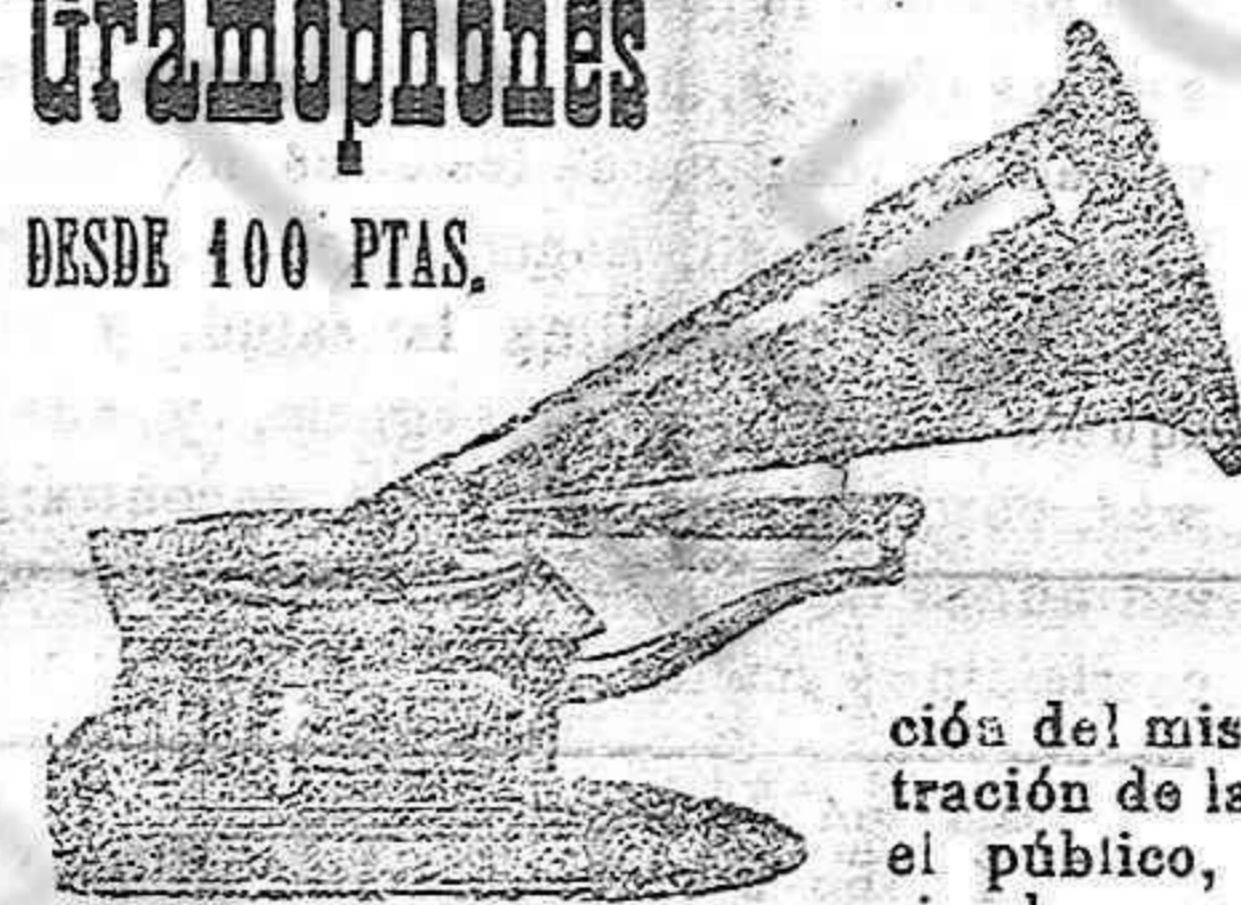 Gramophones
DESDE 100 PTAS.
ción del mis
tración de la
el público,